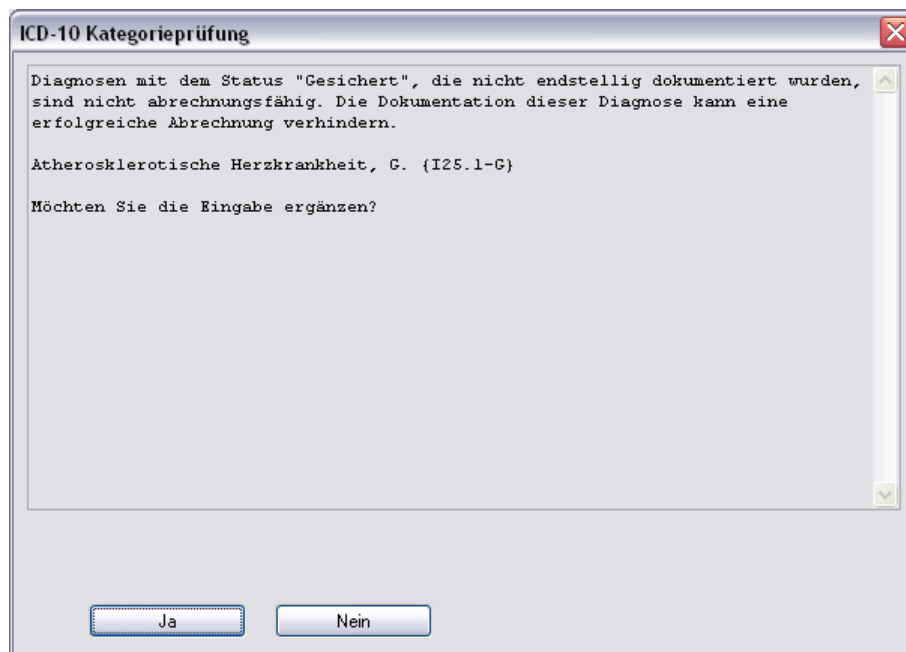 ICD-10 Kategorieprüfung
Diagnosen mit dem Status "Gesichert", die nicht endstellig dokumentiert wurden,
sind nicht abrechnungsfähig. Die Dokumentation dieser Diagnose kann eine
erfolgreiche Abrechnung verhindern.
Atherosklerotische Herzkrankheit, G. {I25.1-G}
Möchten Sie die Eingabe ergänzen?
Ja
Nein